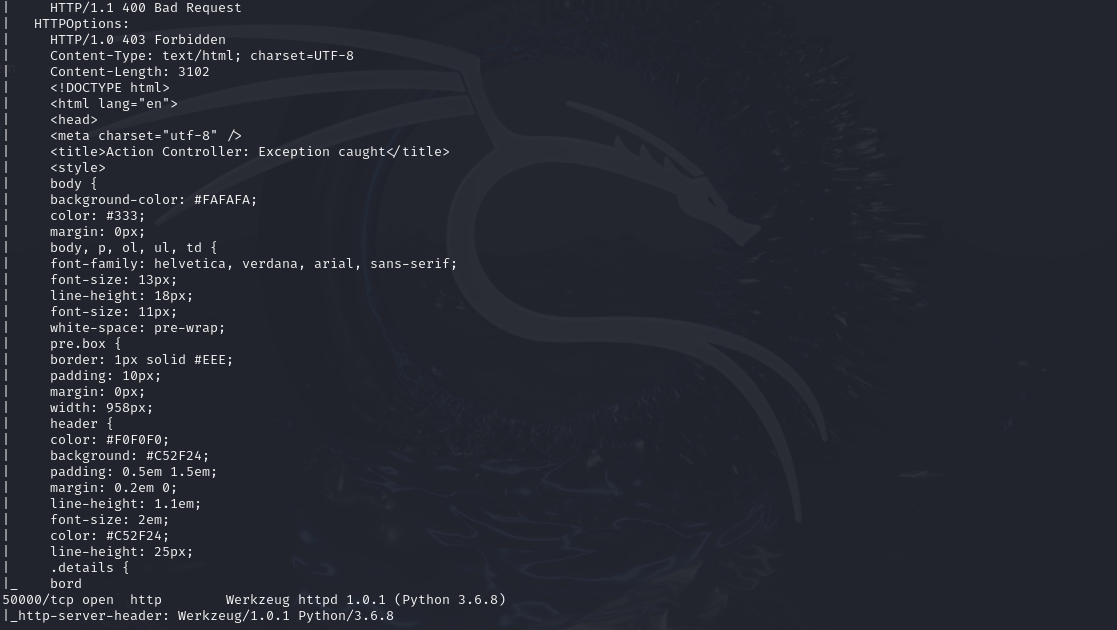 |     HTTP/1.1 400 Bad Request
|   HTTPOptions:
|     HTTP/1.0 403 Forbidden
|     Content-Type: text/html; charset=UTF-8
|     Content-Length: 3102
|     <!DOCTYPE html>
|     <html lang="en">
|     <head>
|     <meta charset="utf-8" />
|     <title>Action Controller: Exception caught</title>
|     <style>
|     body {
|     background-color: #FAFAFA;
|     color: #333;
|     margin: 0px;
|     body, p, ol, ul, td {
|     font-family: helvetica, verdana, arial, sans-serif;
|     font-size: 13px;
|     line-height: 18px;
|     font-size: 11px;
|     white-space: pre-wrap;
|     pre.box {
|     border: 1px solid #EEE;
|     padding: 10px;
|     margin: 0px;
|     width: 958px;
|     header {
|     color: #F0F0F0;
|     background: #C52F24;
|     padding: 0.5em 1.5em;
|     margin: 0.2em 0;
|     line-height: 1.1em;
|     font-size: 2em;
|     color: #C52F24;
|     line-height: 25px;
|     .details {
|_    bord
50000/tcp open  http        Werkzeug httpd 1.0.1 (Python 3.6.8)
|_http-server-header: Werkzeug/1.0.1 Python/3.6.8